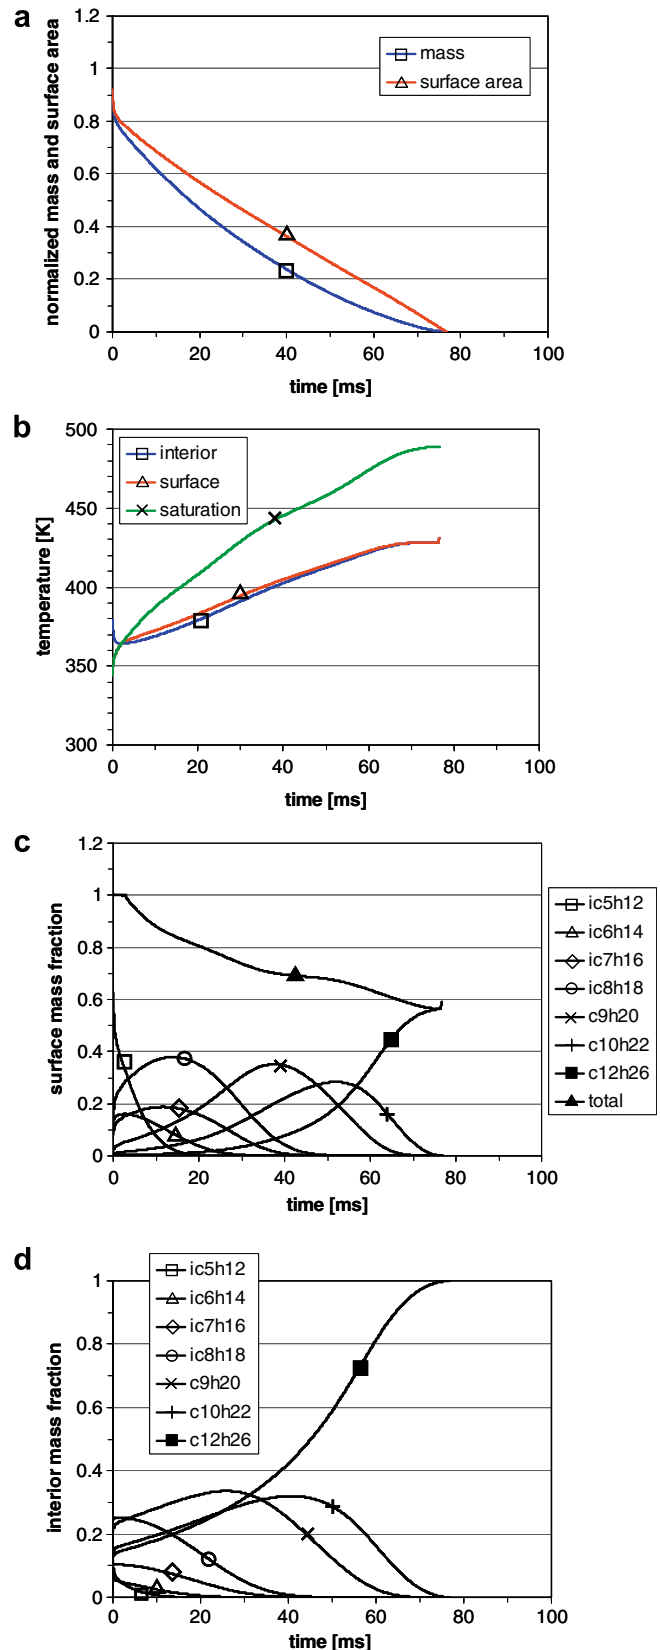 a
1.2
1
0.8
0.6
0.4
0.2
0
normalized mass and surface area
mass
surface area
0 20 40 60 80 100
time [ms]
b
500
450
400
350
300
temperature [K]
interior
surface
saturation
0 20 40 60 80 100
time [ms]
c
1.2
1
0.8
0.6
0.4
0.2
0
surface mass fraction
ic5h12
ic6h14
ic7h16
ic8h18
c9h20
c10h22
c12h26
total
0 20 40 60 80 100
time [ms]
d
ic5h12
ic6h14
ic7h16
ic8h18
c9h20
c10h22
c12h26
1
0.8
0.6
0.4
0.2
0
interior mass fraction
0 20 40 60 80 100
time [ms]